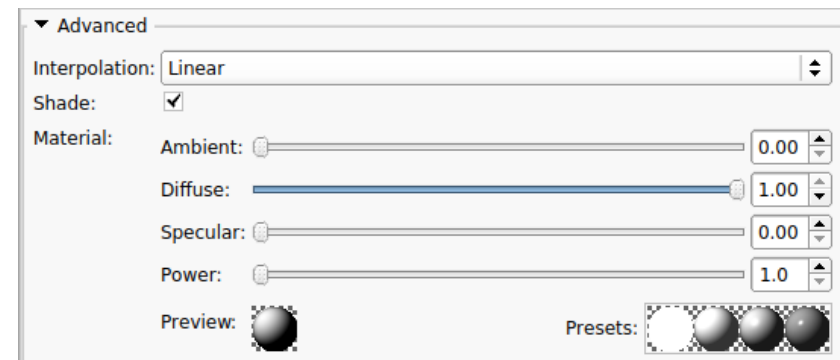 Advanced
Interpolation: Linear
Shade:
Material:
Ambient: 0.00
Diffuse: 1.00
Specular: 0.00
Power: 1.0
Preview: Presets: